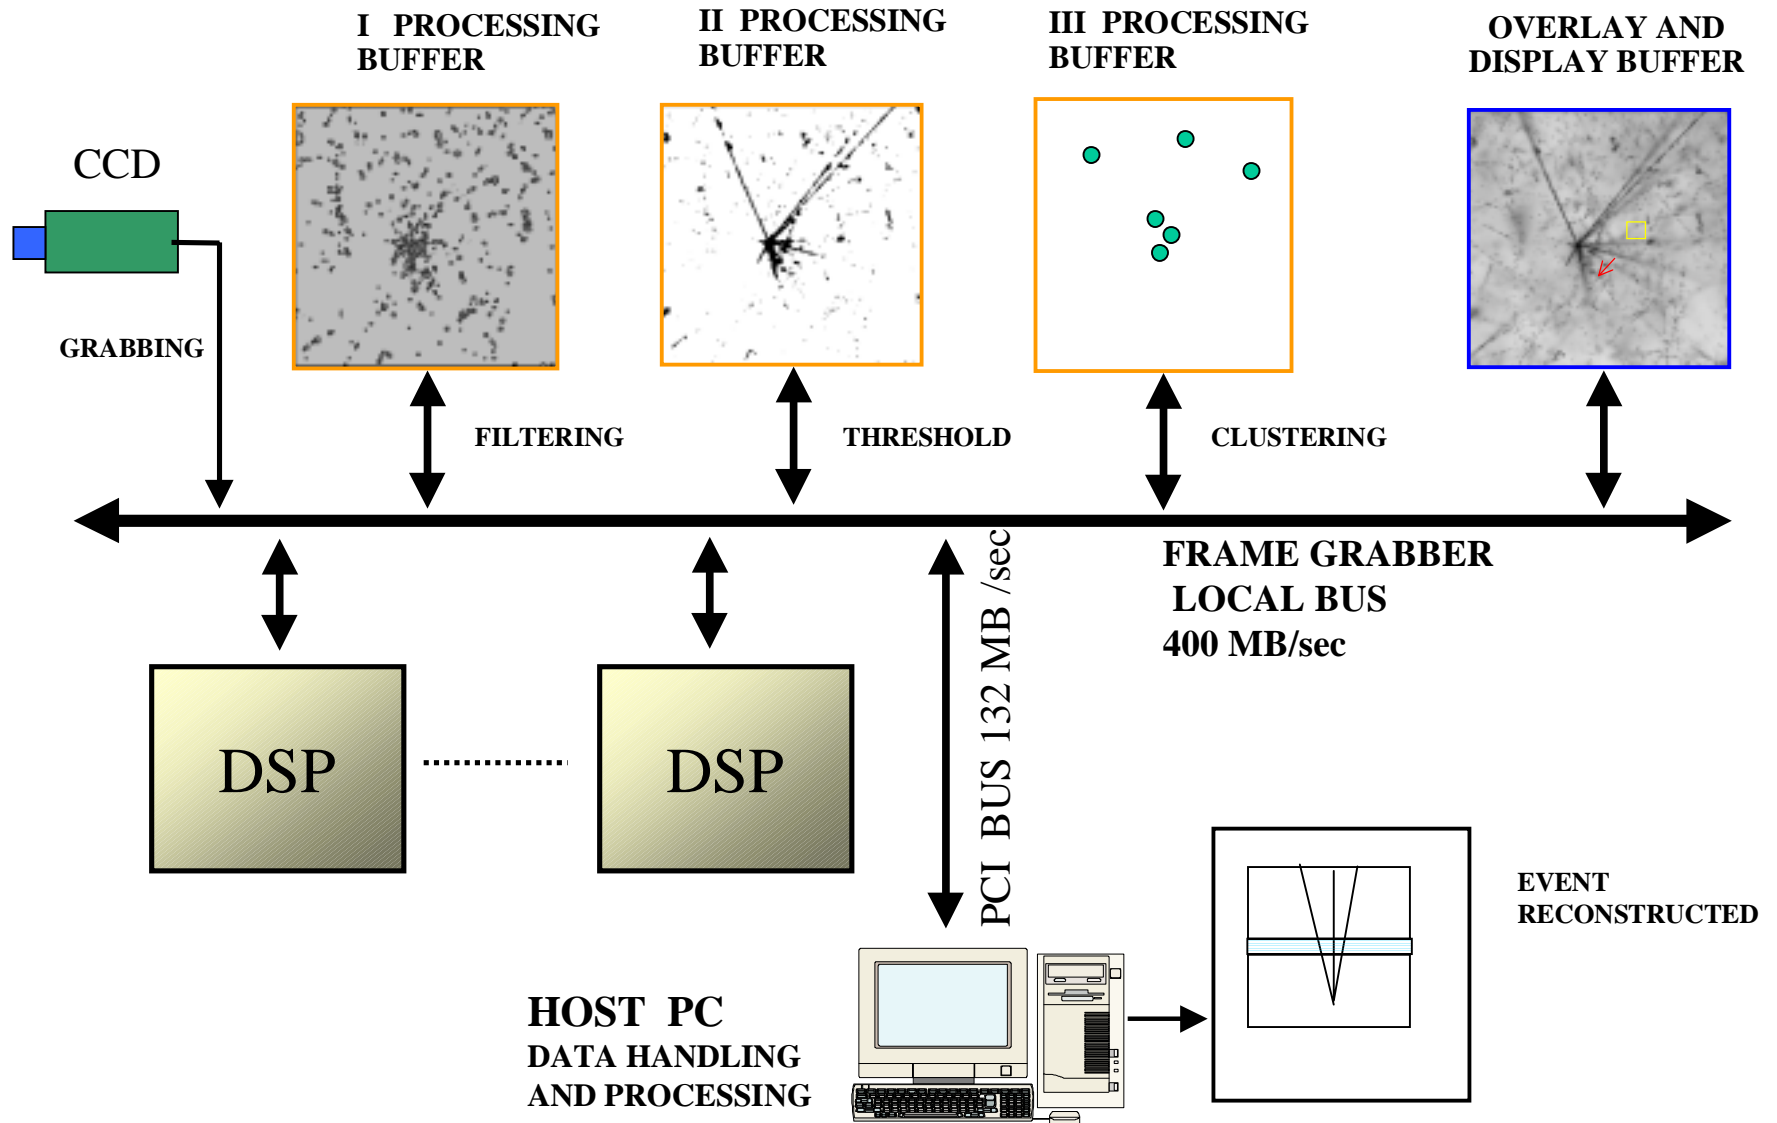 I PROCESSING
BUFFER
II PROCESSING
BUFFER
III PROCESSING
BUFFER
OVERLAY AND
DISPLAY BUFFER
CCD
GRABBING
FILTERING
THRESHOLD
CLUSTERING
FRAME GRABBER
LOCAL BUS
400 MB/sec
PCI BUS 132 MB /sec
DSP
DSP
EVENT
RECONSTRUCTED
HOST PC
DATA HANDLING
AND PROCESSING